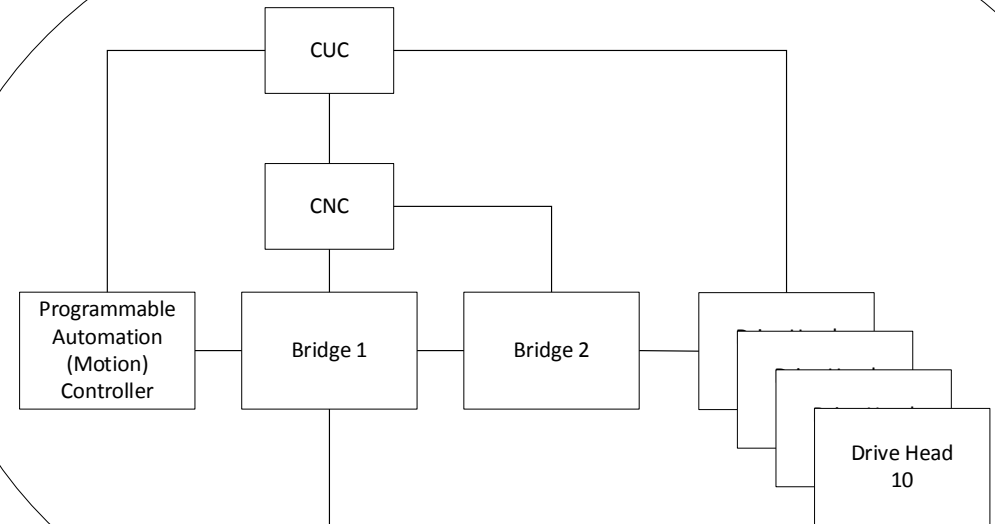 CUC
CNC
Programmable
Automation
(Motion)
Controller
Bridge 1
Bridge 2
Drive Head
10